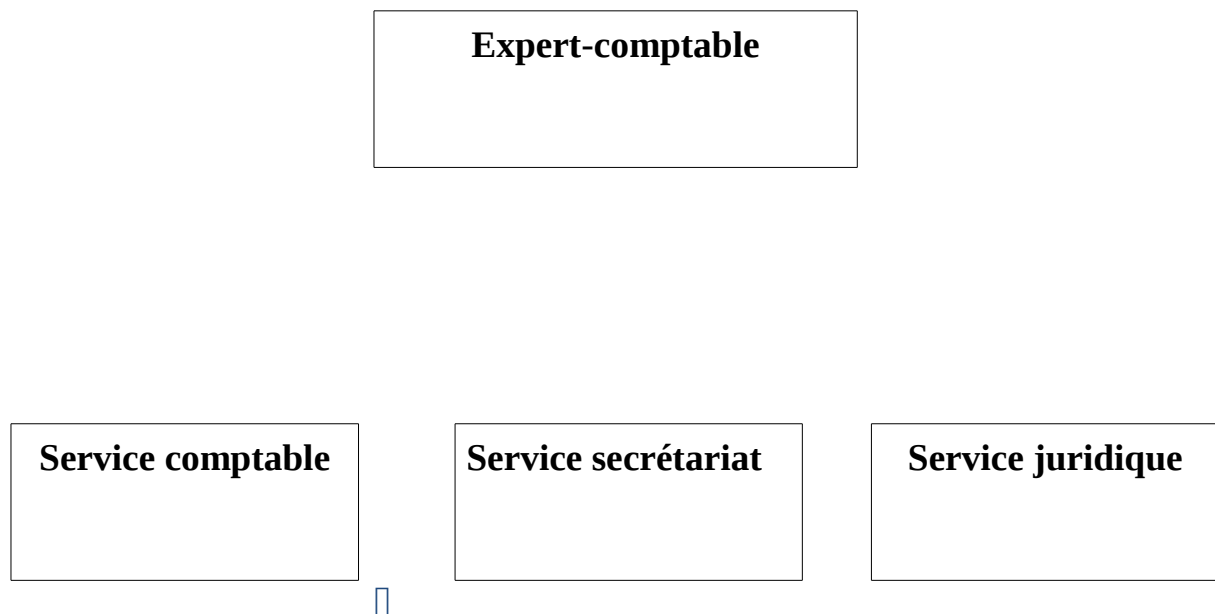 Expert-comptable
Service comptable
Service secrétariat
Service juridique